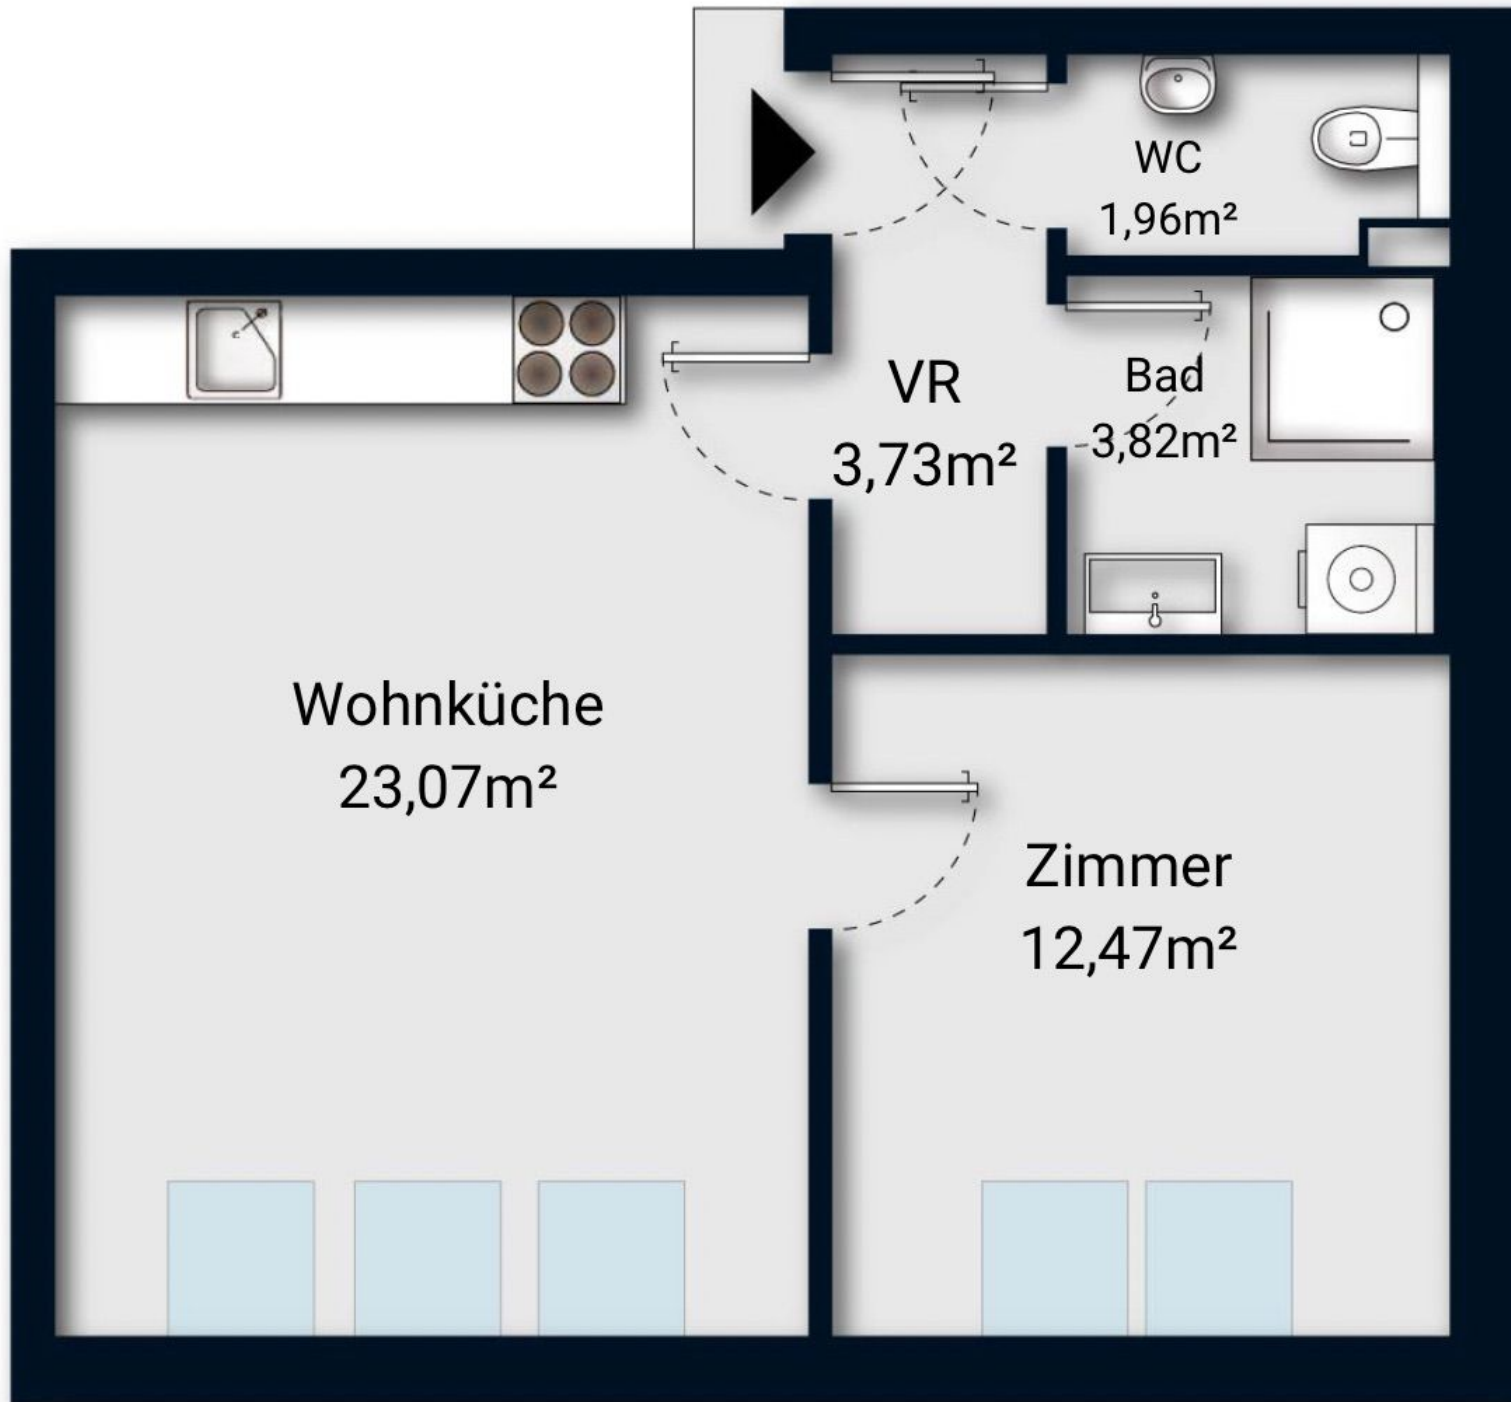 WC
1,96m²
VR
3,73m²
Bad
3,82m²
Wohnküche
23,07m²
Zimmer
12,47m²